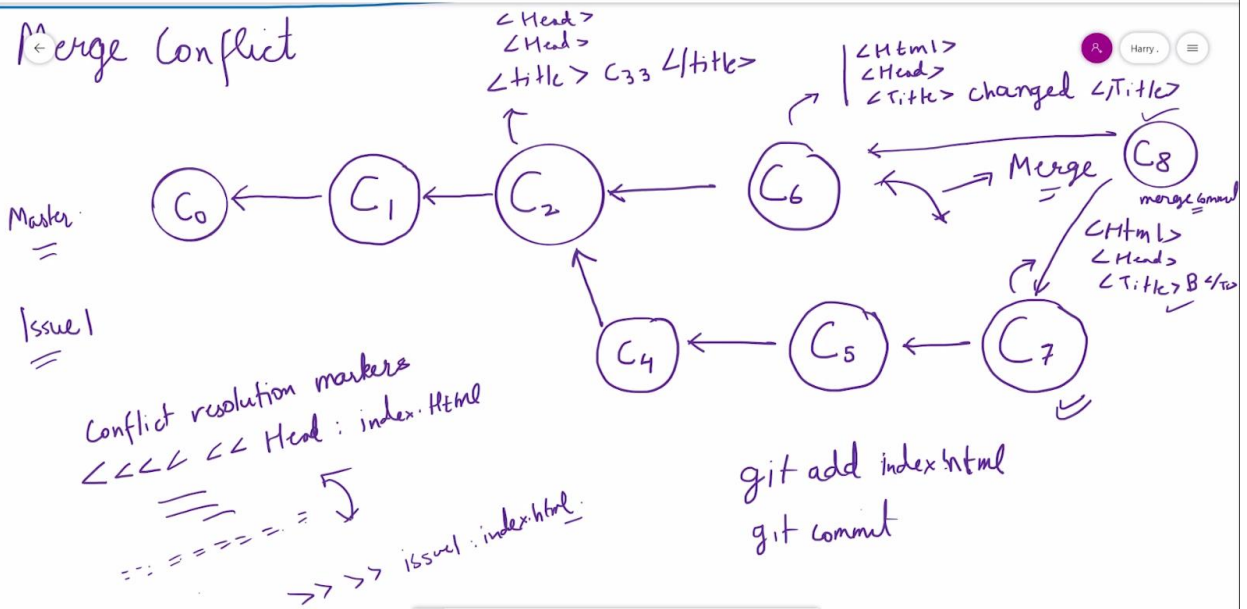 Merge Conflict
<Head>
<Head>
<title> C33 </title>
<Html>
<Head>
<Title> changed </Title>
Harry .
Master
C0
C1
C2
C6
Merge
C8
merge commit
<Html>
<Head>
<Title> B </Tit>
Issue1
C4
C5
C7
Conflict resolution markers
<<<< << Head : index.Html
=======
>>>> issue1 : index.html
git add index.html
git commit